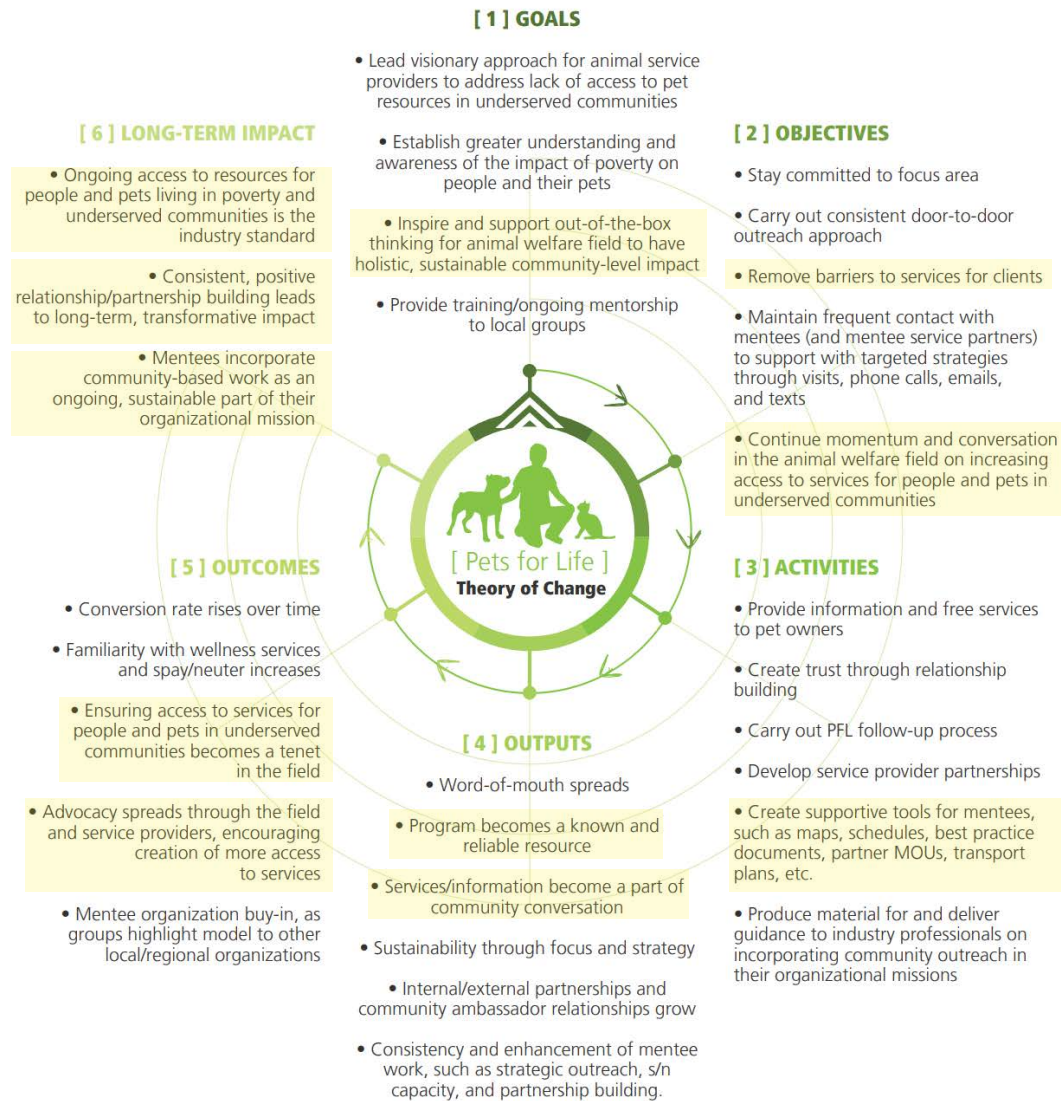 [ 1 ] GOALS
• Lead visionary approach for animal service
providers to address lack of access to pet
resources in underserved communities
• Establish greater understanding and
awareness of the impact of poverty on
people and their pets
• Inspire and support out-of-the-box
thinking for animal welfare field to have
holistic, sustainable community-level impact
• Provide training/ongoing mentorship
to local groups
[ 2 ] OBJECTIVES
• Stay committed to focus area
• Carry out consistent door-to-door
outreach approach
• Remove barriers to services for clients
• Maintain frequent contact with
mentees (and mentee service partners)
to support with targeted strategies
through visits, phone calls, emails,
and texts
• Continue momentum and conversation
in the animal welfare field on increasing
access to services for people and pets in
underserved communities
[ 3 ] ACTIVITIES
• Provide information and free services
to pet owners
• Create trust through relationship
building
• Carry out PFL follow-up process
• Develop service provider partnerships
• Create supportive tools for mentees,
such as maps, schedules, best practice
documents, partner MOUs, transport
plans, etc.
• Produce material for and deliver
guidance to industry professionals on
incorporating community outreach in
their organizational missions
[ 4 ] OUTPUTS
• Word-of-mouth spreads
• Program becomes a known and
reliable resource
• Services/information become a part of
community conversation
• Sustainability through focus and strategy
• Internal/external partnerships and
community ambassador relationships grow
• Consistency and enhancement of mentee
work, such as strategic outreach, s/n
capacity, and partnership building.
[ 5 ] OUTCOMES
• Conversion rate rises over time
• Familiarity with wellness services
and spay/neuter increases
• Ensuring access to services for
people and pets in underserved
communities becomes a tenet
in the field
• Advocacy spreads through the field
and service providers, encouraging
creation of more access
to services
• Mentee organization buy-in, as
groups highlight model to other
local/regional organizations
[ 6 ] LONG-TERM IMPACT
• Ongoing access to resources for
people and pets living in poverty and
underserved communities is the
industry standard
• Consistent, positive
relationship/partnership building leads
to long-term, transformative impact
• Mentees incorporate
community-based work as an
ongoing, sustainable part of their
organizational mission
[ Pets for Life ]
Theory of Change